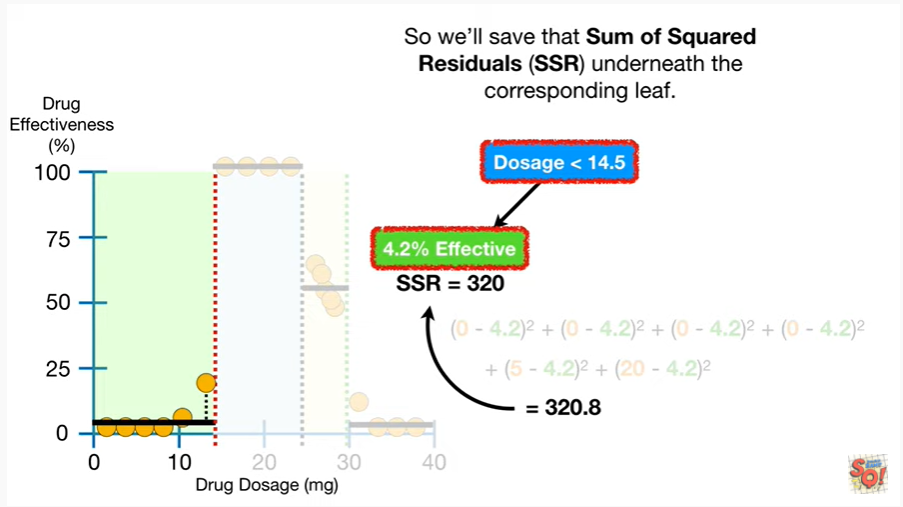 So we'll save that Sum of Squared
Residuals (SSR) underneath the
corresponding leaf.
Drug
Effectiveness
(%)
100
75
50
25
0
0
10
20
30
40
Drug Dosage (mg)
Dosage < 14.5
4.2% Effective
SSR = 320
(0 - 4.2)² + (0 - 4.2)² + (0 - 4.2)² + (0 - 4.2)²
+ (5 - 4.2)² + (20 - 4.2)²
= 320.8
SQ!